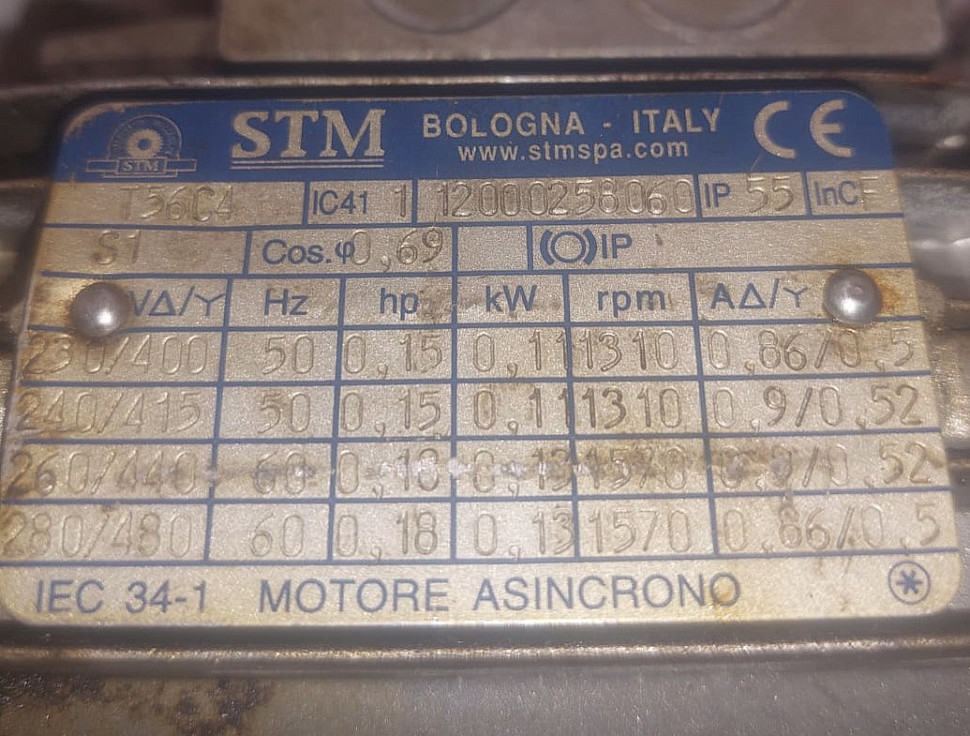 STM
STM BOLOGNA - ITALY CE
www.stmspa.com
T56C4 IC41 1 12000258060 IP 55 InCF
S1 Cos.φ 0,69 IP
VΔ/Y Hz hp kW rpm AΔ/Y
230/400 50 0,15 0,11 1310 0,86/0,5
240/415 50 0,15 0,11 1310 0,9/0,52
260/440 60 0,18 0,13 1570 0,9/0,52
280/480 60 0,18 0,13 1570 0,86/0,5
IEC 34-1 MOTORE ASINCRONO